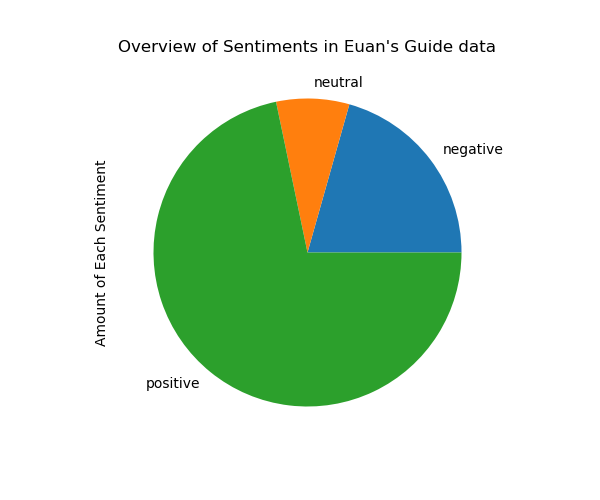 Overview of Sentiments in Euan's Guide data
neutral
negative
Amount of Each Sentiment
positive